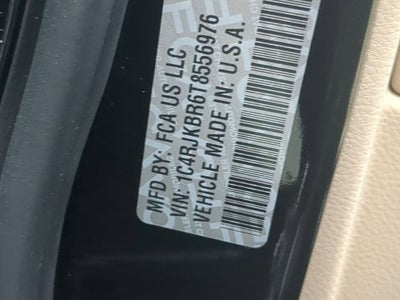 MFD BY: FCA US LLC
VIN: 1C4RJKBR6T8556976
VEHICLE MADE IN: U.S.A.